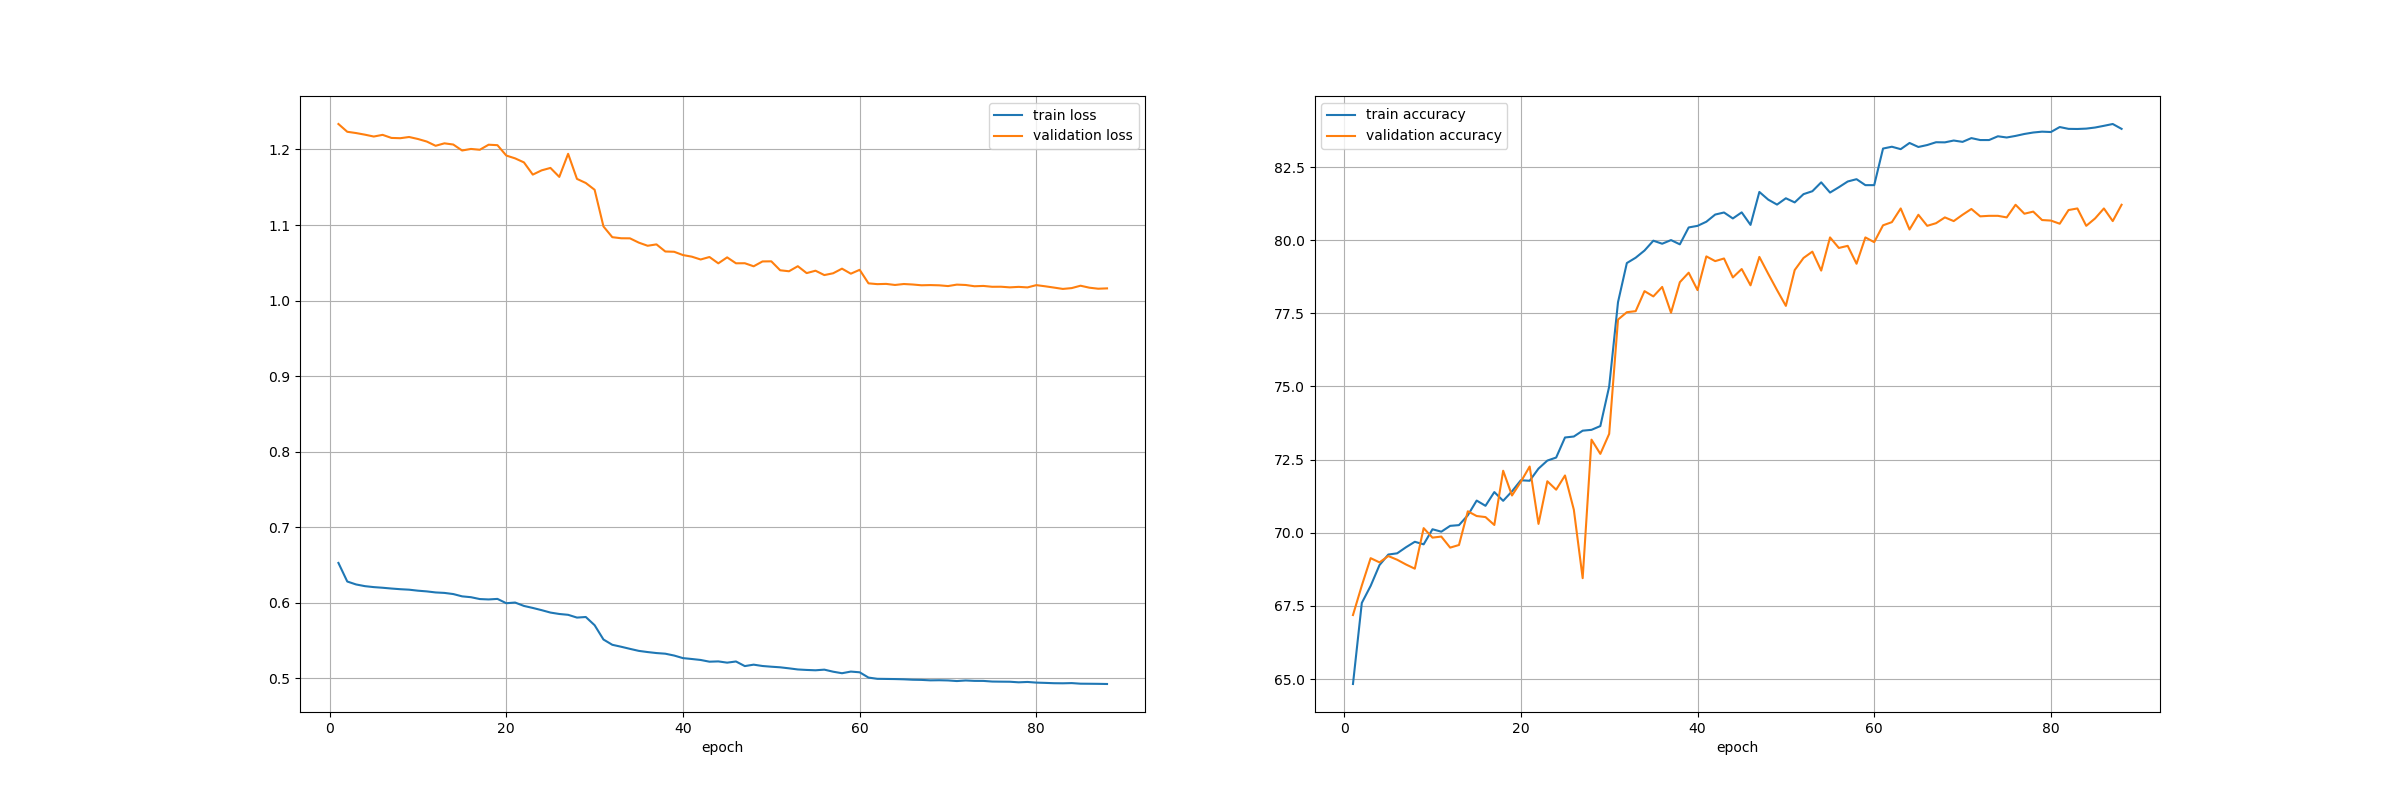 train loss
validation loss
1.2
1.1
1.0
0.9
0.8
0.7
0.6
0.5
0 20 40 60 80
epoch
train accuracy
validation accuracy
82.5
80.0
77.5
75.0
72.5
70.0
67.5
65.0
0 20 40 60 80
epoch